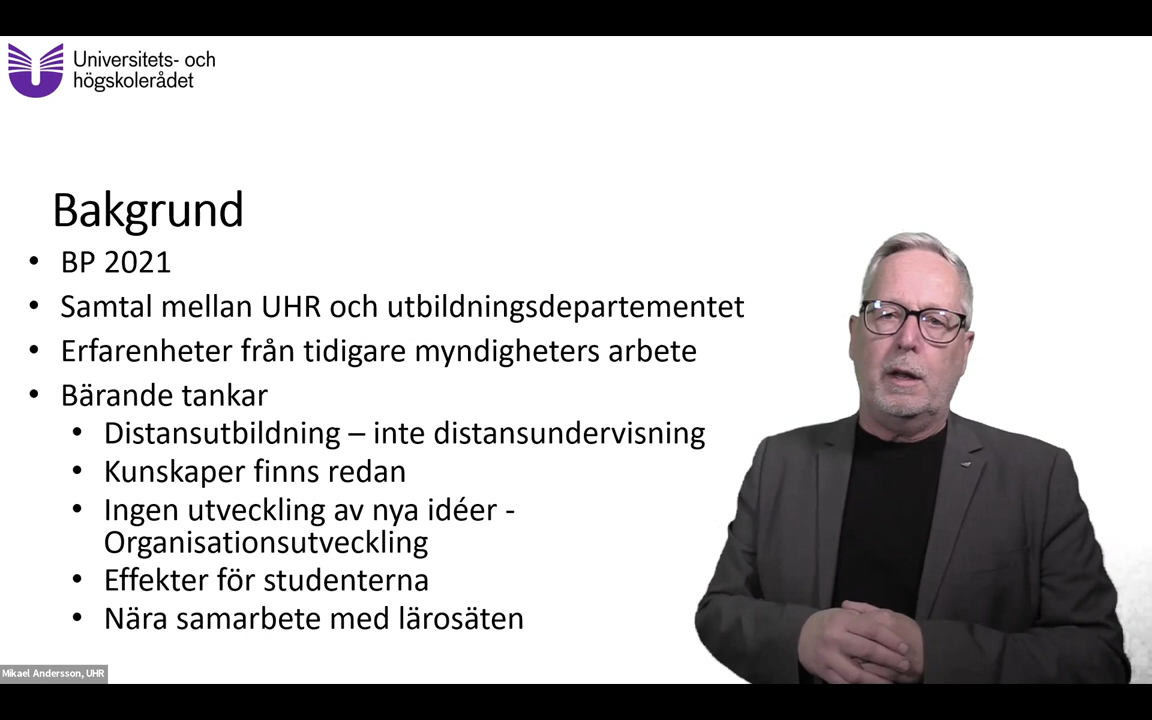 Universitets- och
högskolerådet
Bakgrund
• BP 2021
• Samtal mellan UHR och utbildningsdepartementet
• Erfarenheter från tidigare myndigheters arbete
• Bärande tankar
• Distansutbildning – inte distansundervisning
• Kunskaper finns redan
• Ingen utveckling av nya idéer -
Organisationsutveckling
• Effekter för studenterna
• Nära samarbete med lärosäten
Mikael Andersson, UHR